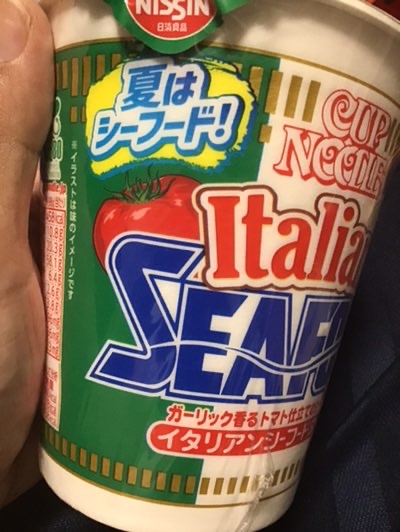 NISSIN
日清食品
夏は
シーフード!
CUP
NOODLE
※イラストは味のイメージです
Italia
SEAFO
ガーリック香るトマト仕立て
イタリアンシーフード